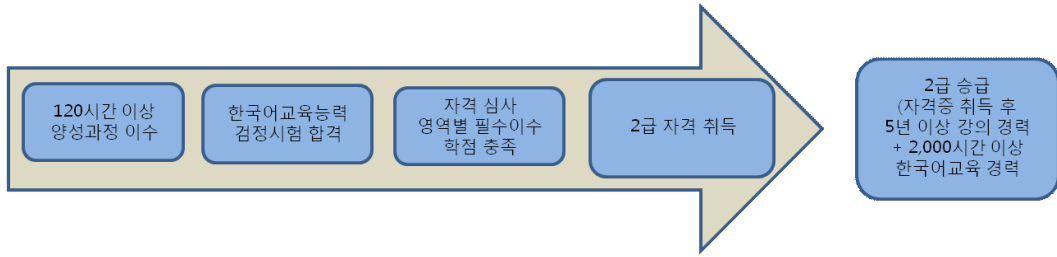 120시간 이상
양성과정 이수
한국어교육능력
검정시험 합격
자격 심사
영역별 필수이수
학점 충족
2급 자격 취득
2급 승급
(자격증 취득 후
5년 이상 강의 경력
+ 2,000시간 이상
한국어교육 경력